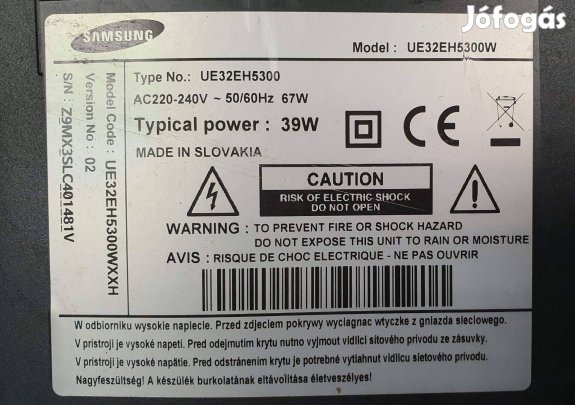 Jófogás
SAMSUNG
Model : UE32EH5300W
Type No.: UE32EH5300
AC220-240V ~ 50/60Hz 67W
Typical power : 39W
MADE IN SLOVAKIA
CE
CAUTION
RISK OF ELECTRIC SHOCK
DO NOT OPEN
WARNING : TO PREVENT FIRE OR SHOCK HAZARD
DO NOT EXPOSE THIS UNIT TO RAIN OR MOISTURE
AVIS : RISQUE DE CHOC ELECTRIQUE - NE PAS OUVRIR
Model Code : UE32EH5300WXXH
Version No : 02
S/N : Z9MX3SLC401481V
W odbiorniku wysokie napiecie. Przed zdjeciem pokrywy wyciagnac wtyczke z gniazda sieciowego.
V pristroji je vysoké napeti. Pred odejmutím krytu nutno vyjmout vidlici sítového prívodu ze zásuvky.
V prístroji je vysoké napätie. Pred odstránením krytu je potrebné vytiahnut vidlicu sletového prívodu.
Nagyfeszültség! A készülék burkolatának eltávolítása életveszélyes!